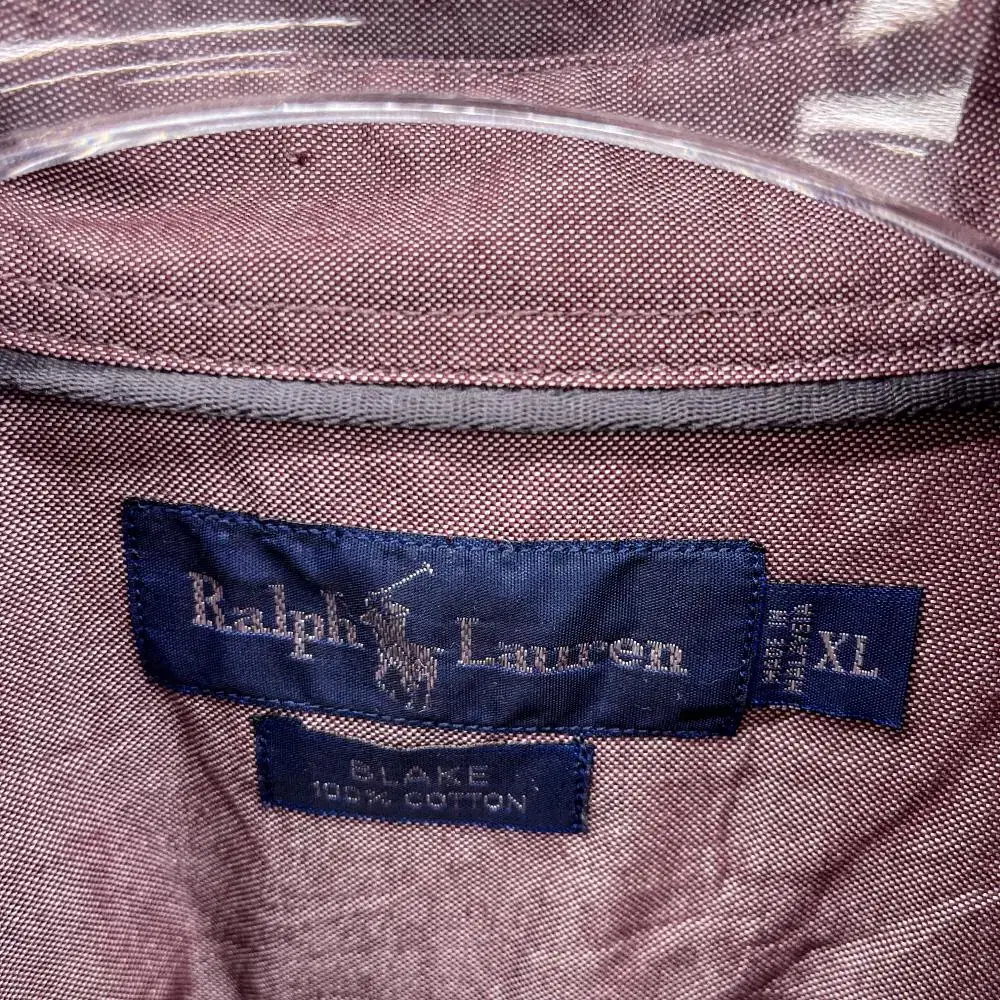 Ralph Lauren
MADE IN
MALAYSIA
XL
BLAKE
100% COTTON